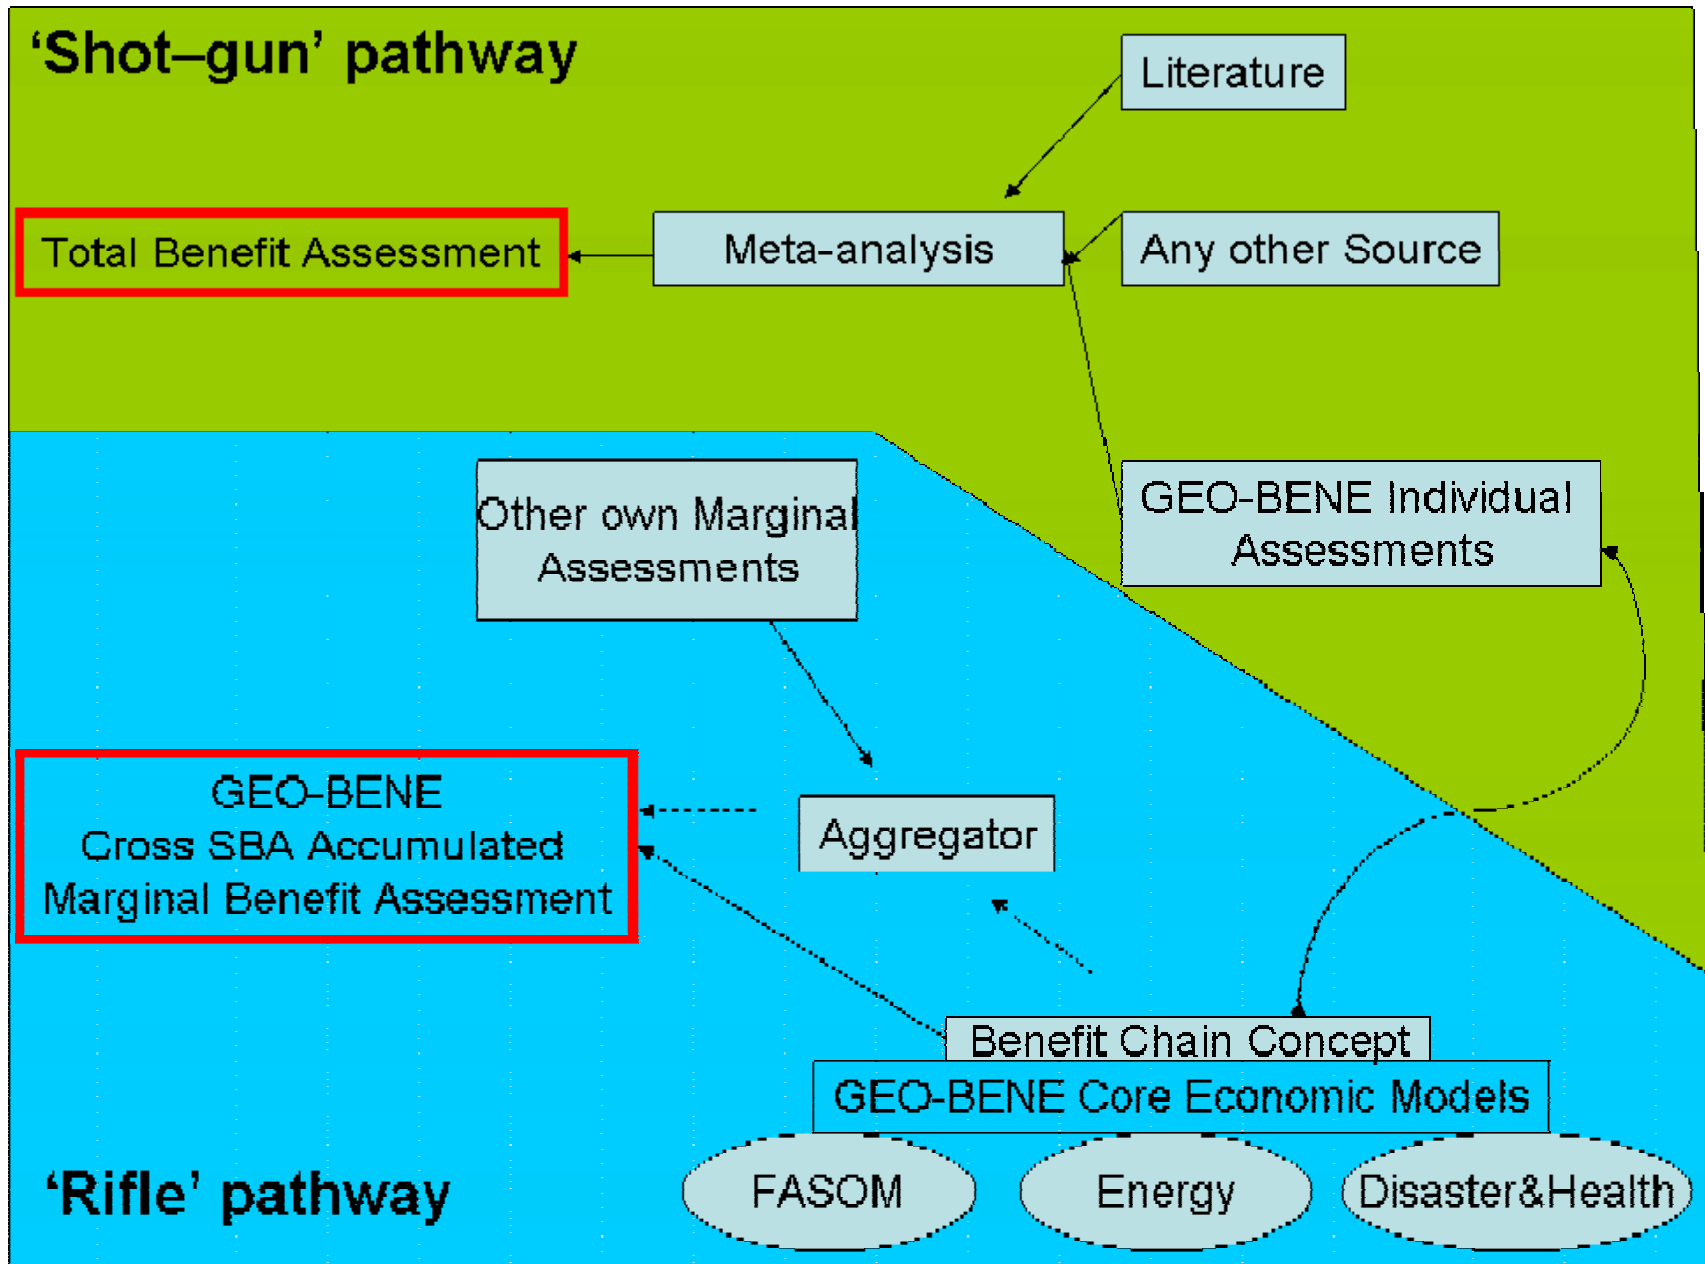 ‘Shot–gun’ pathway
Literature
Total Benefit Assessment
Meta-analysis
Any other Source
Other own Marginal
Assessments
GEO-BENE Individual
Assessments
GEO-BENE
Cross SBA Accumulated
Marginal Benefit Assessment
Aggregator
Benefit Chain Concept
GEO-BENE Core Economic Models
‘Rifle’ pathway
FASOM
Energy
Disaster&Health